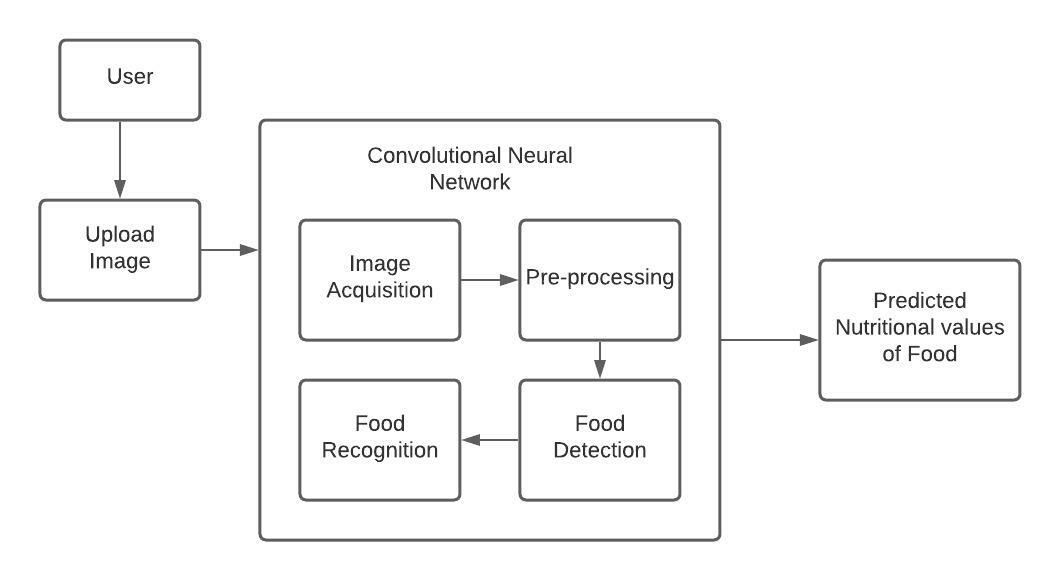 User
Upload
Image
Convolutional Neural
Network
Image
Acquisition
Pre-processing
Food
Recognition
Food
Detection
Predicted
Nutritional values
of Food